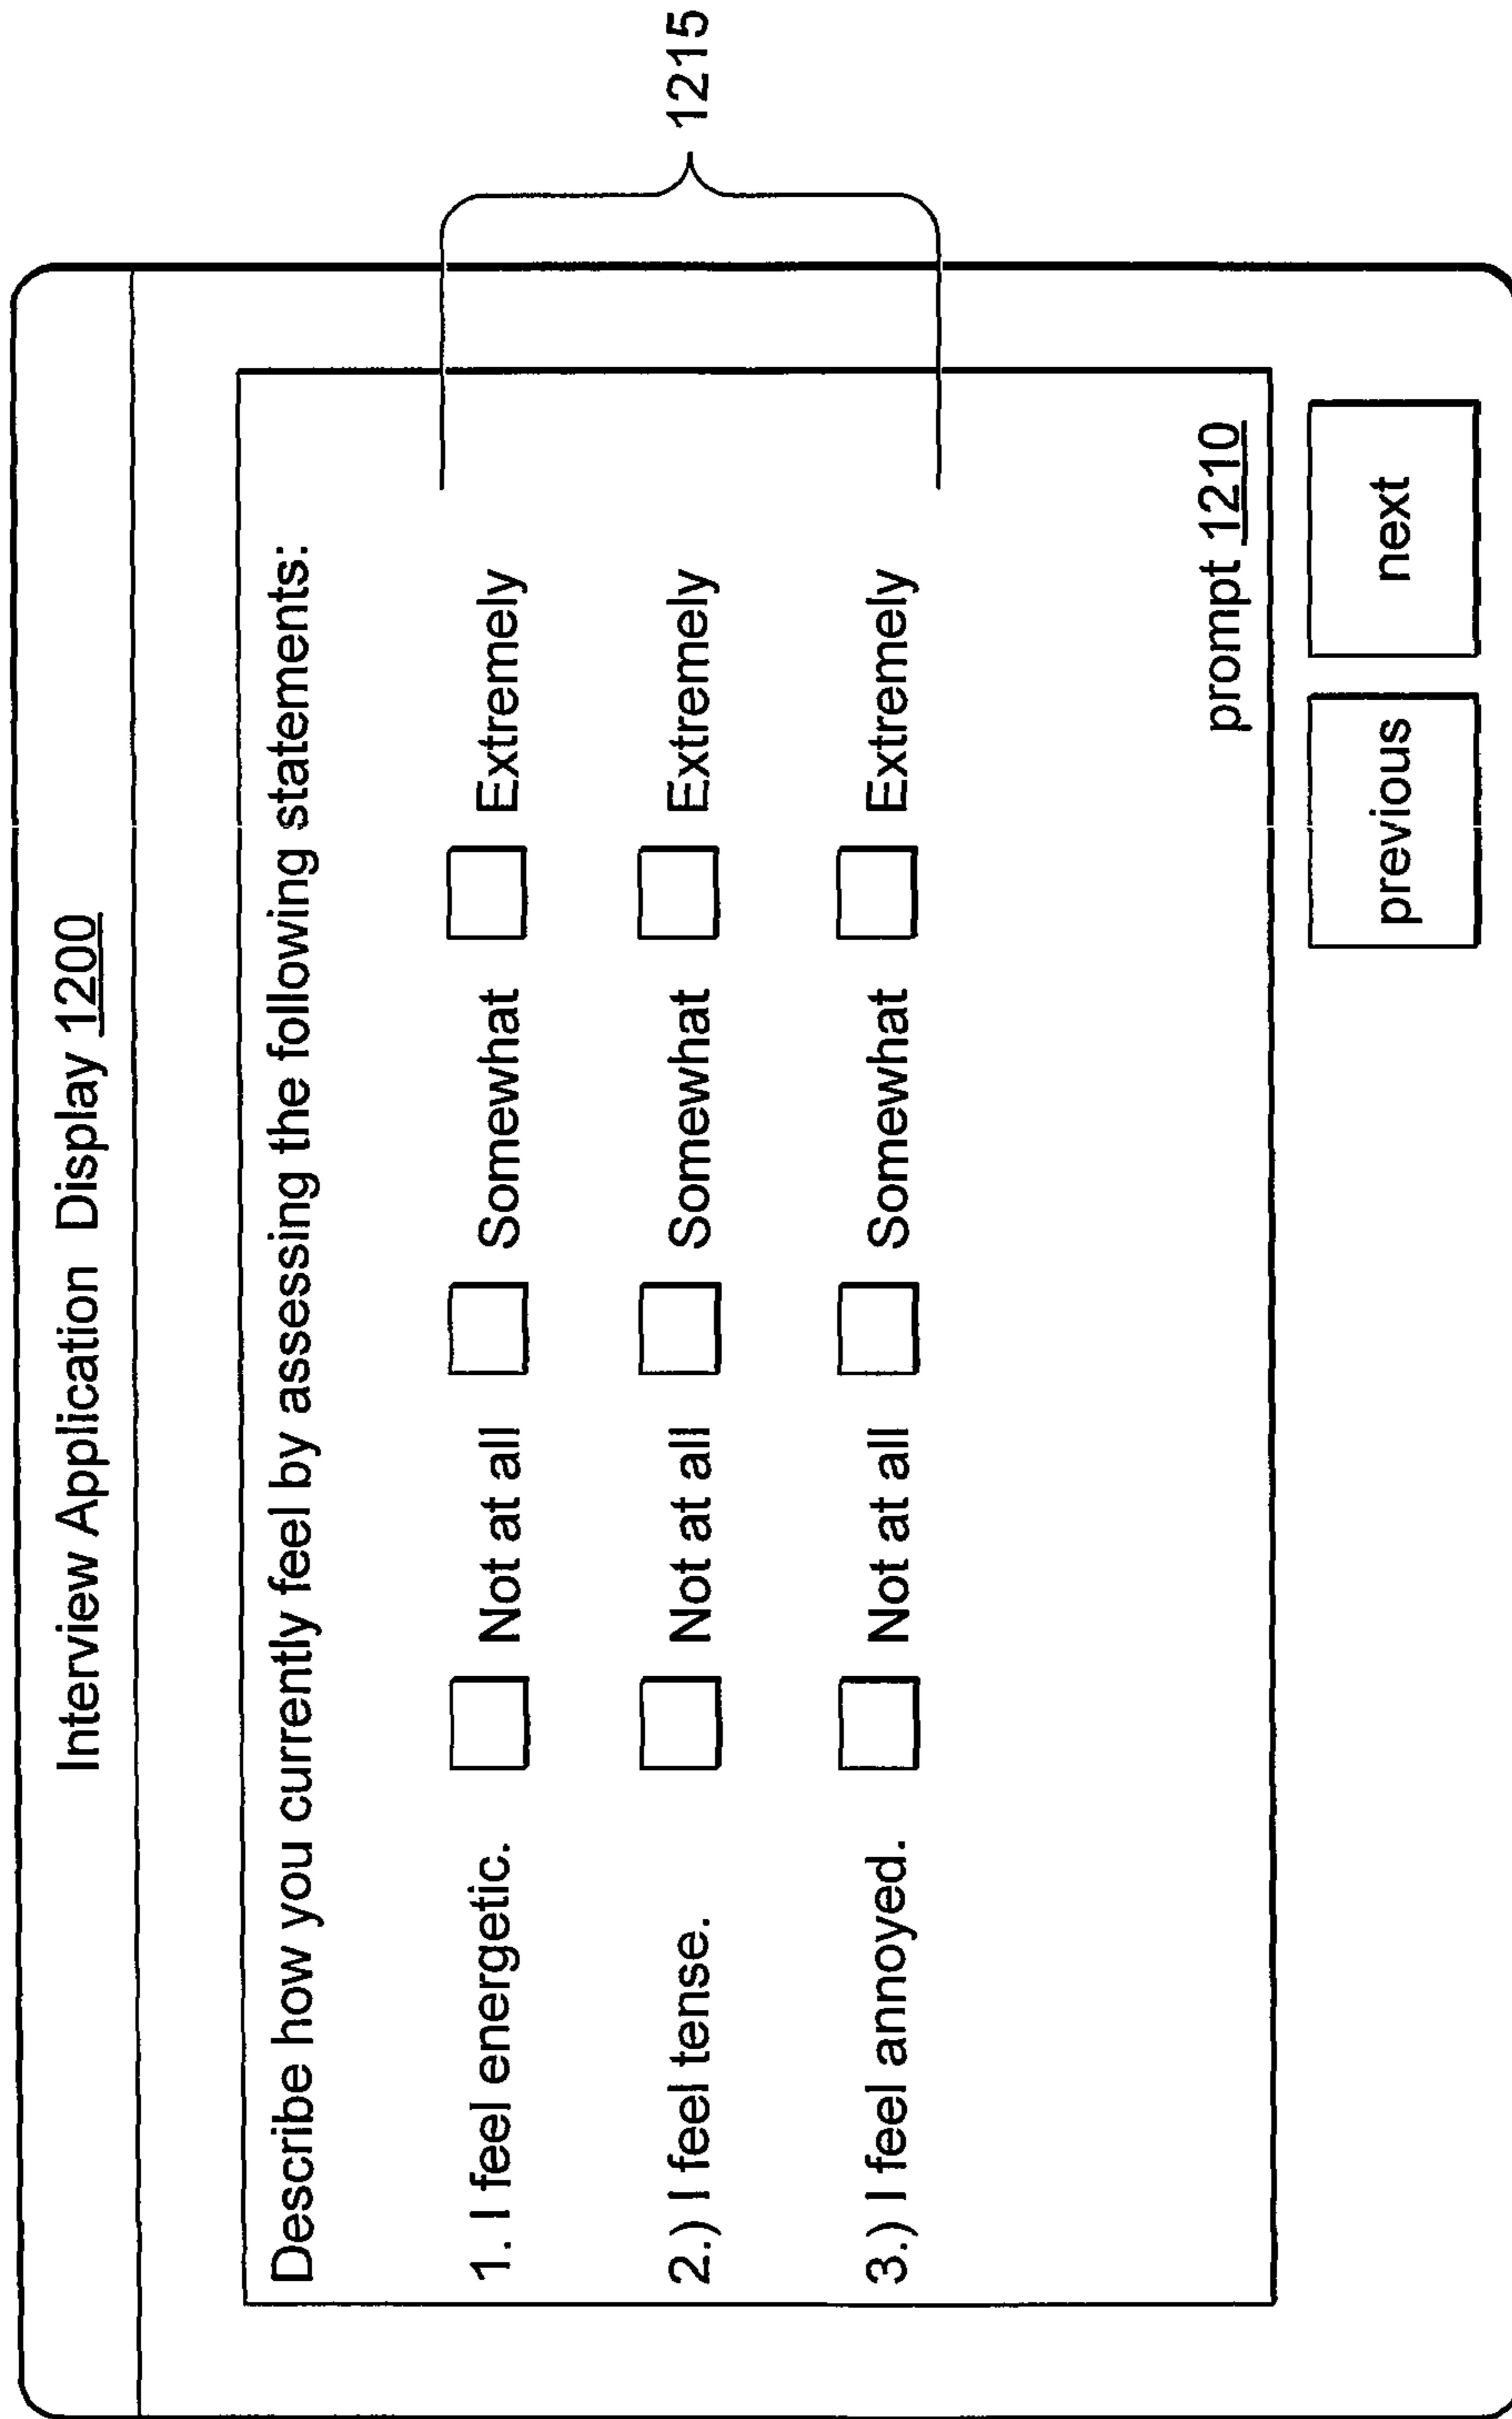 Interview Application Display 1200
Describe how you currently feel by assessing the following statements:
1. I feel energetic. Not at all Somewhat Extremely
2.) I feel tense. Not at all Somewhat Extremely
3.) I feel annoyed. Not at all Somewhat Extremely
1215
prompt 1210
previous next